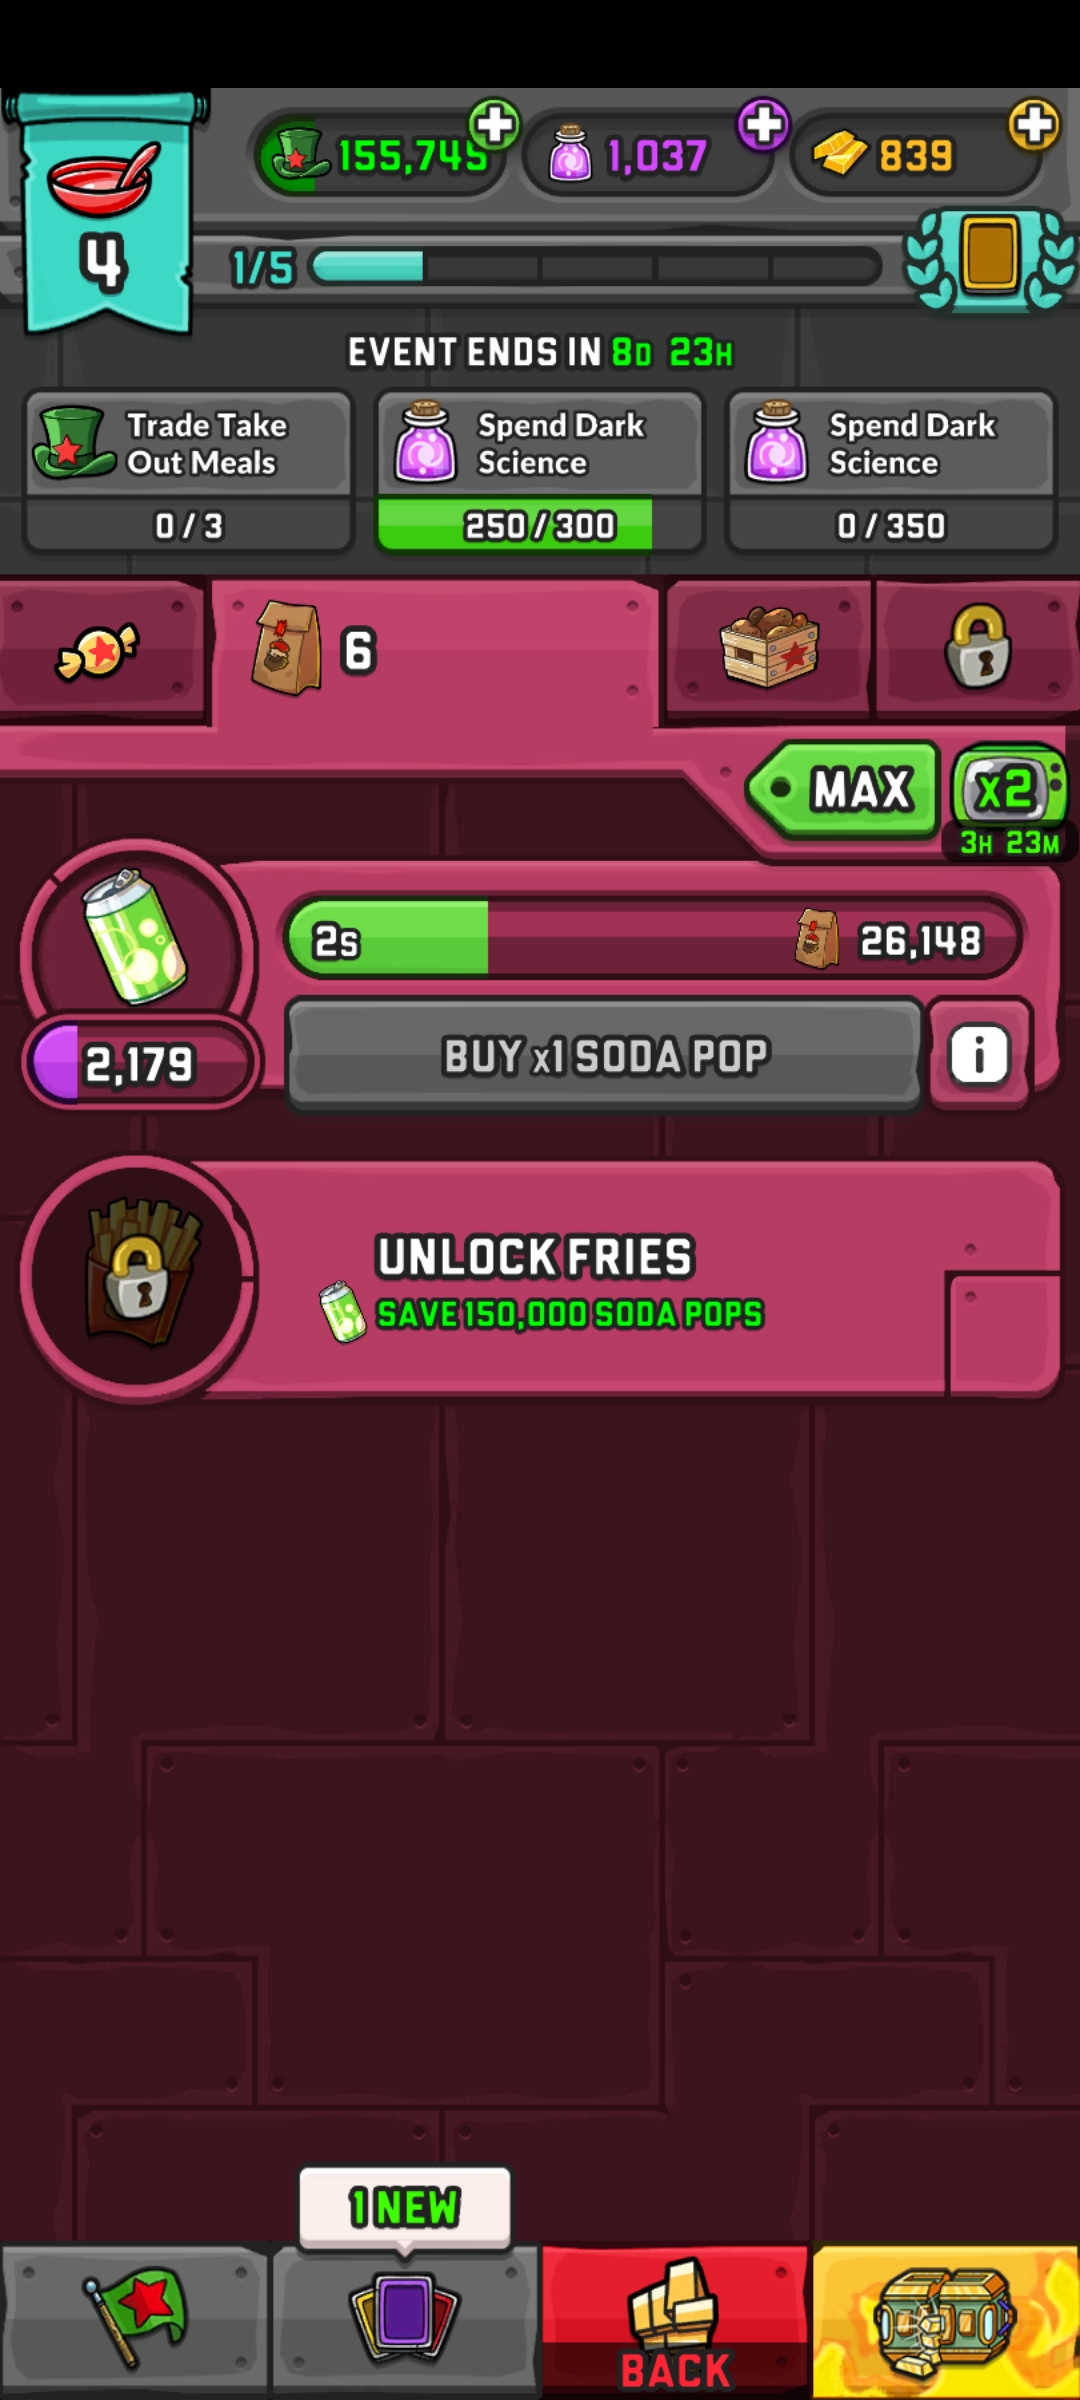 155,745
1,037
839
4
1/5
EVENT ENDS IN 8D 23H
Trade Take
Out Meals
0 / 3
Spend Dark
Science
250 / 300
Spend Dark
Science
0 / 350
6
MAX
x2
3H 23M
2s
26,148
2,179
BUY x1 SODA POP
i
UNLOCK FRIES
SAVE 150,000 SODA POPS
1 NEW
BACK